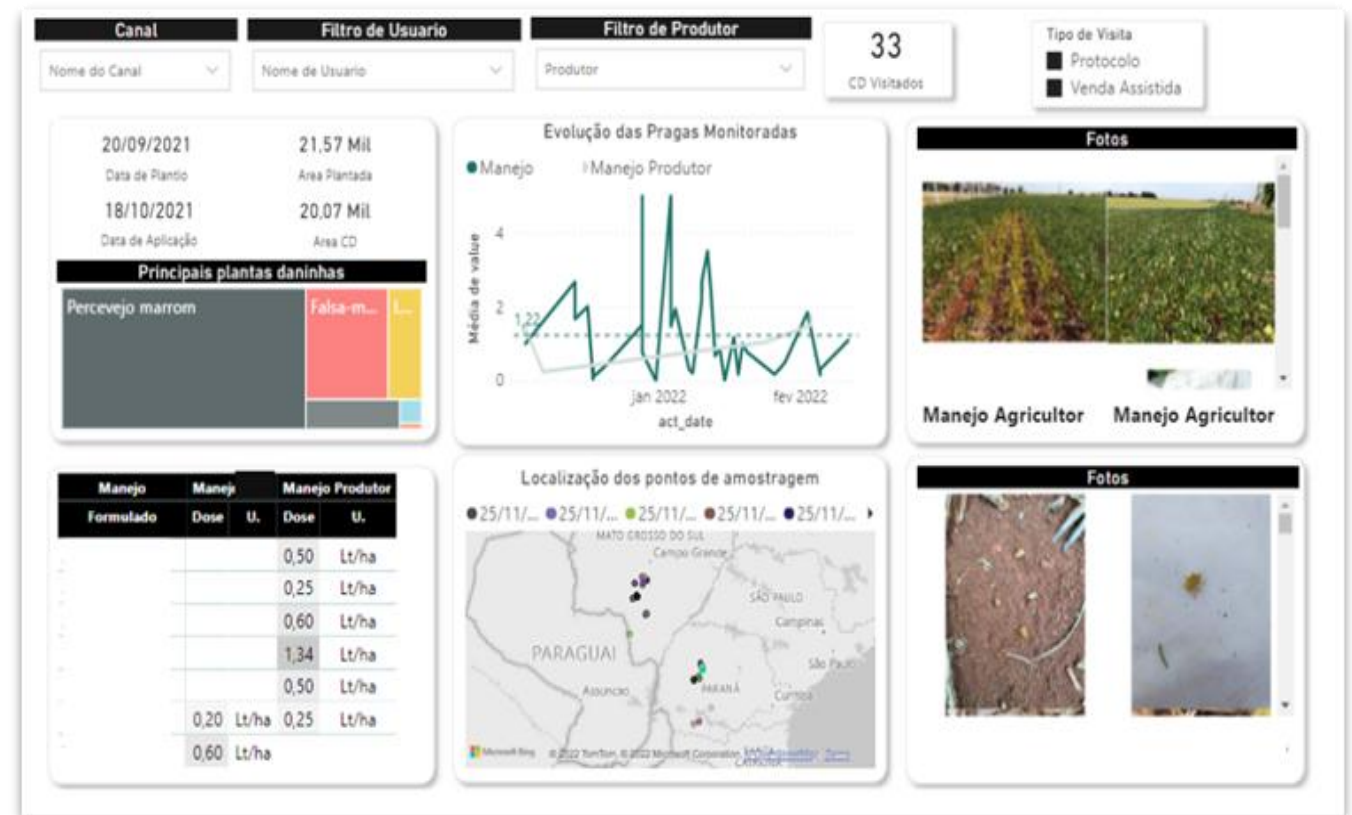 Canal
Filtro de Usuario
Filtro de Produtor
Nome do Canal
Nome de Usuario
Produtor
33
CD Visitados
Tipo de Visita
Protocolo
Venda Assistida
20/09/2021
21,57 Mil
Data de Plantio
Area Plantada
18/10/2021
20,07 Mil
Data de Aplicação
Area CD
Principais plantas daninhas
Percevejo marrom
Falsa-m...
L...
Evolução das Pragas Monitoradas
Manejo
Manejo Produtor
Média de value
4
2
0
1,22
jan 2022
fev 2022
act_date
Fotos
Manejo Agricultor
Manejo Agricultor
Manejo
Manejo Produtor
Formulado Dose U. Dose U.
0,50 Lt/ha
0,25 Lt/ha
0,60 Lt/ha
1,34 Lt/ha
0,50 Lt/ha
0,20 Lt/ha 0,25 Lt/ha
0,60 Lt/ha
Localização dos pontos de amostragem
25/11/... 25/11/... 25/11/... 25/11/... 25/11/...
MATO GROSSO DO SUL
Campo Grande
SÃO PAULO
Campinas
PARAGUAI
São Paulo
Assuncao
PARANÁ
Curitiba
Microsoft Bing
© 2022 TomTom, © 2022 Microsoft Corporation,
Terms
Fotos